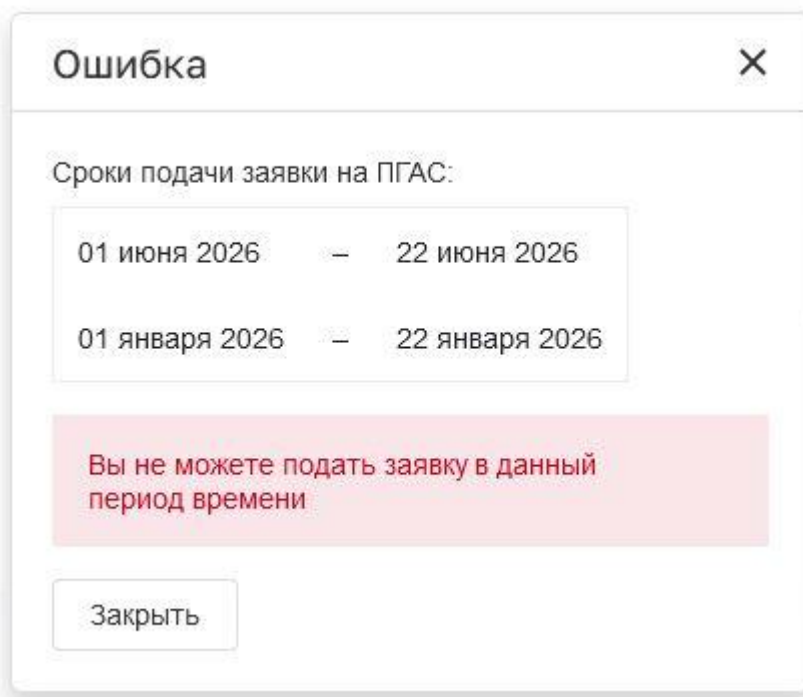 Ошибка
Сроки подачи заявки на ПГАС:
01 июня 2026 – 22 июня 2026
01 января 2026 – 22 января 2026
Вы не можете подать заявку в данный
период времени
Закрыть